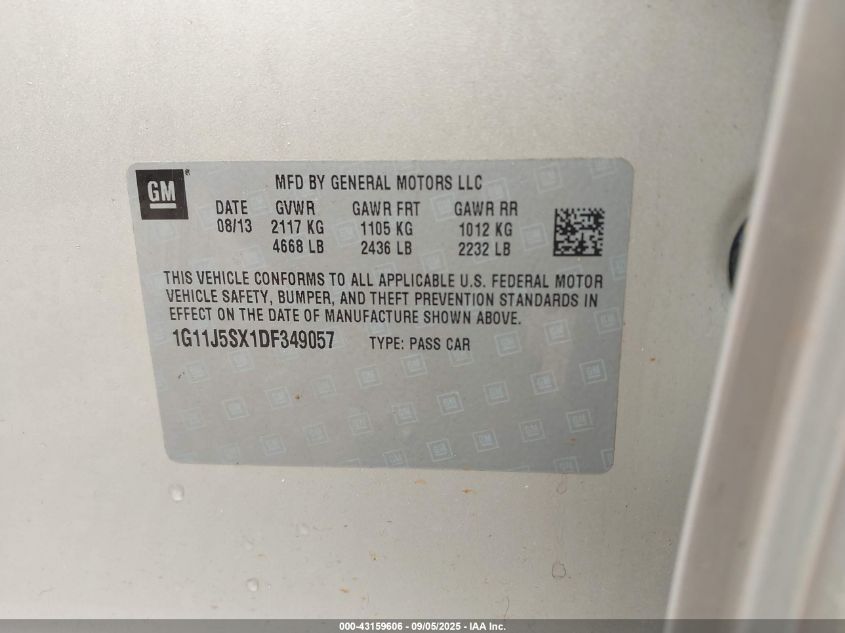 GM ®
MFD BY GENERAL MOTORS LLC
DATE GVWR GAWR FRT GAWR RR
08/13 2117 KG 1105 KG 1012 KG
4668 LB 2436 LB 2232 LB
THIS VEHICLE CONFORMS TO ALL APPLICABLE U.S. FEDERAL MOTOR
VEHICLE SAFETY, BUMPER, AND THEFT PREVENTION STANDARDS IN
EFFECT ON THE DATE OF MANUFACTURE SHOWN ABOVE.
1G11J5SX1DF349057 TYPE: PASS CAR
000-43159606 - 09/05/2025 - IAA Inc.